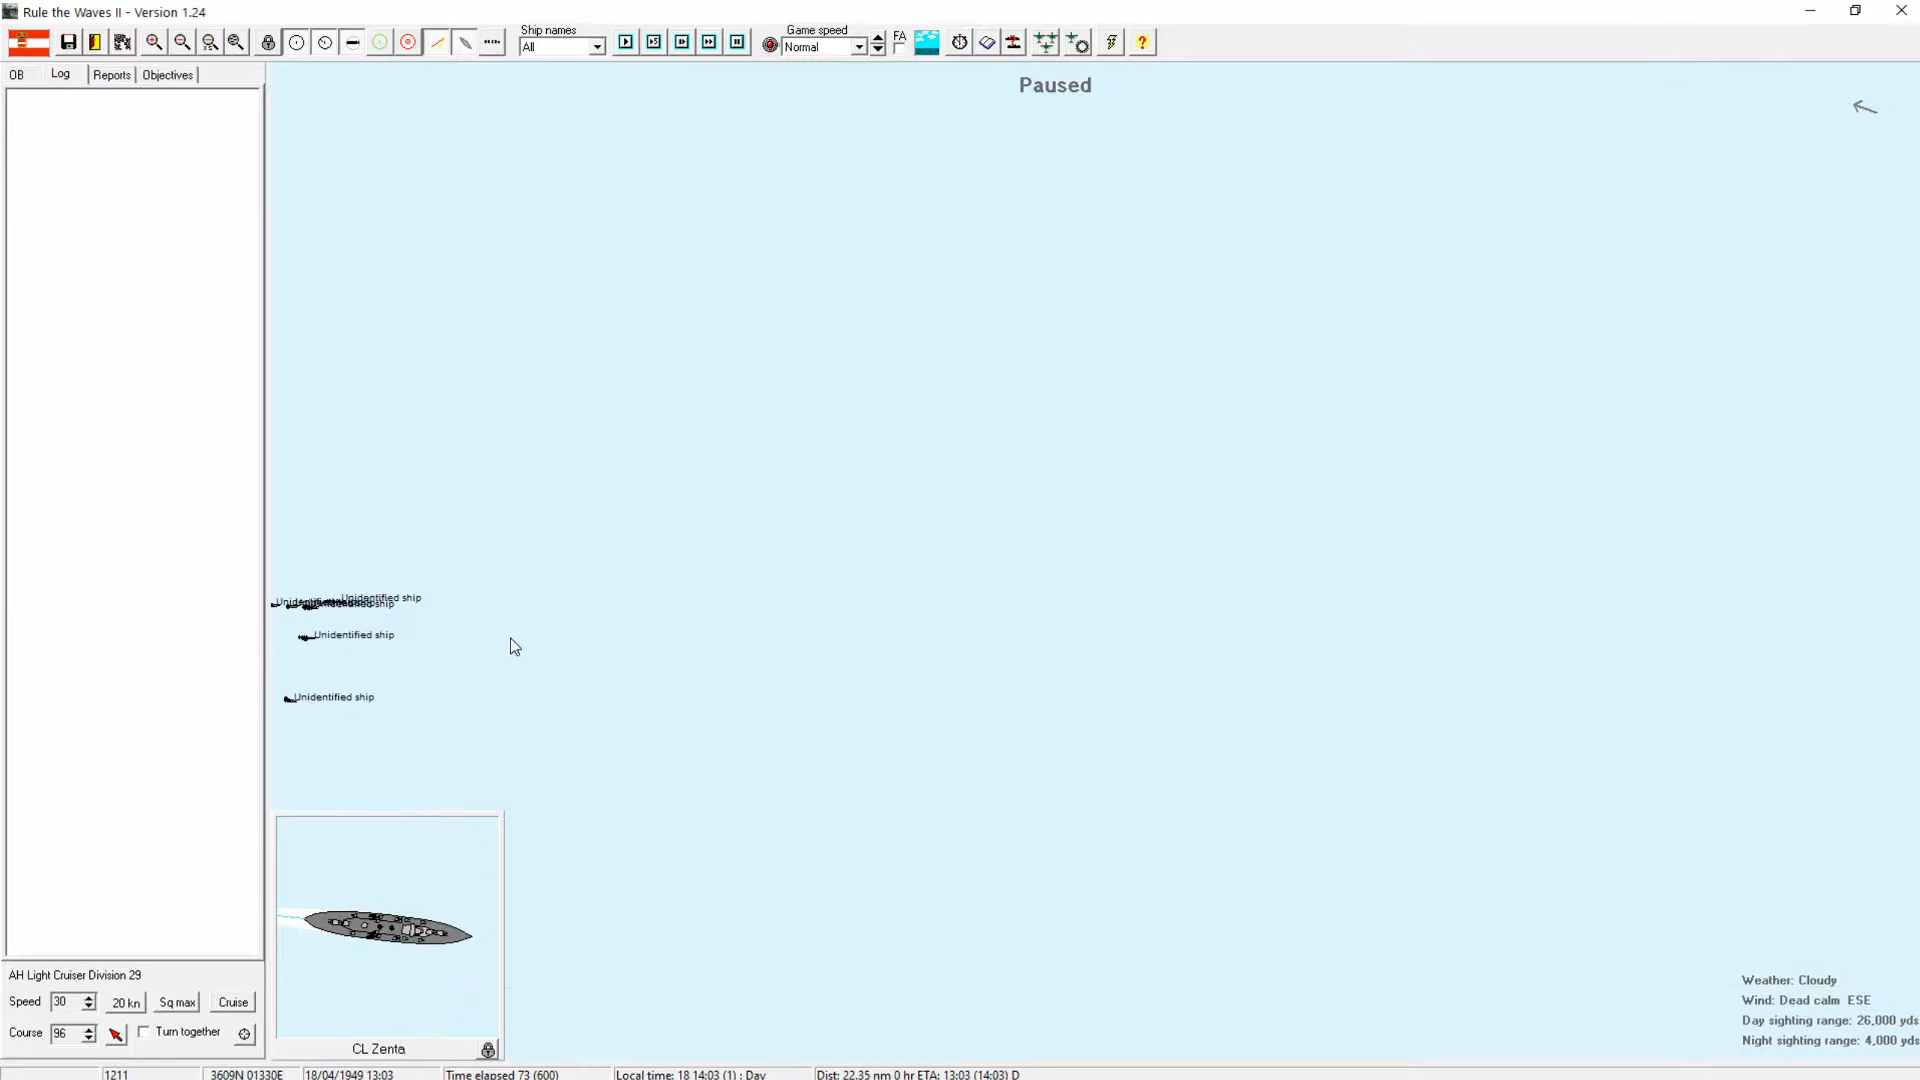 Rule the Waves II - Version 1.24
Ship names
All
Game speed
Normal
FA
OB
Log
Reports
Objectives
Paused
Unidentified ship
Unidentified ship
Unidentified ship
AH Light Cruiser Division 29
Speed 30 20 kn Sq max Cruise
Course 96 Turn together
CL Zenta
Weather: Cloudy
Wind: Dead calm ESE
Day sighting range: 26,000 yds
Night sighting range: 4,000 yds
1211 3609N 01330E 18/04/1949 13:03 Time elapsed 73 (600) Local time: 18 14:03 (1) : Day Dist: 22.35 nm 0 hr ETA: 13:03 (14:03) D